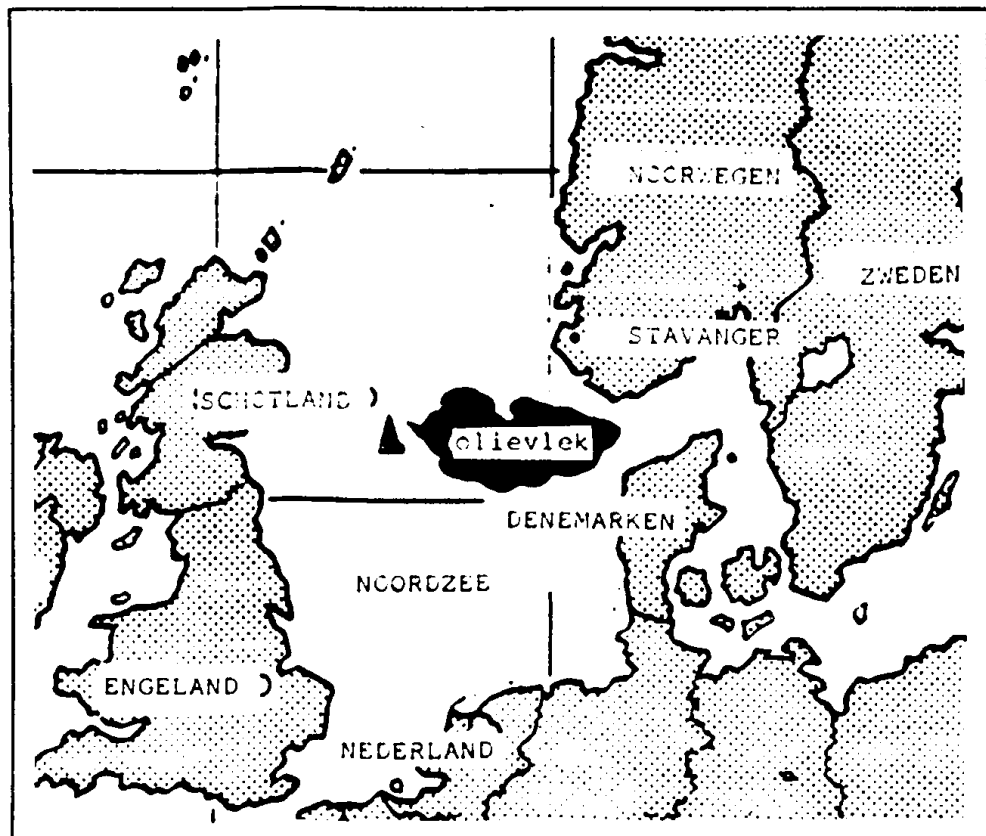 NOORWEGEN
ZWEDEN
STAVANGER
(SCHOTLAND )
olievlek
DENEMARKEN
NOORDZEE
ENGELAND )
NEDERLAND